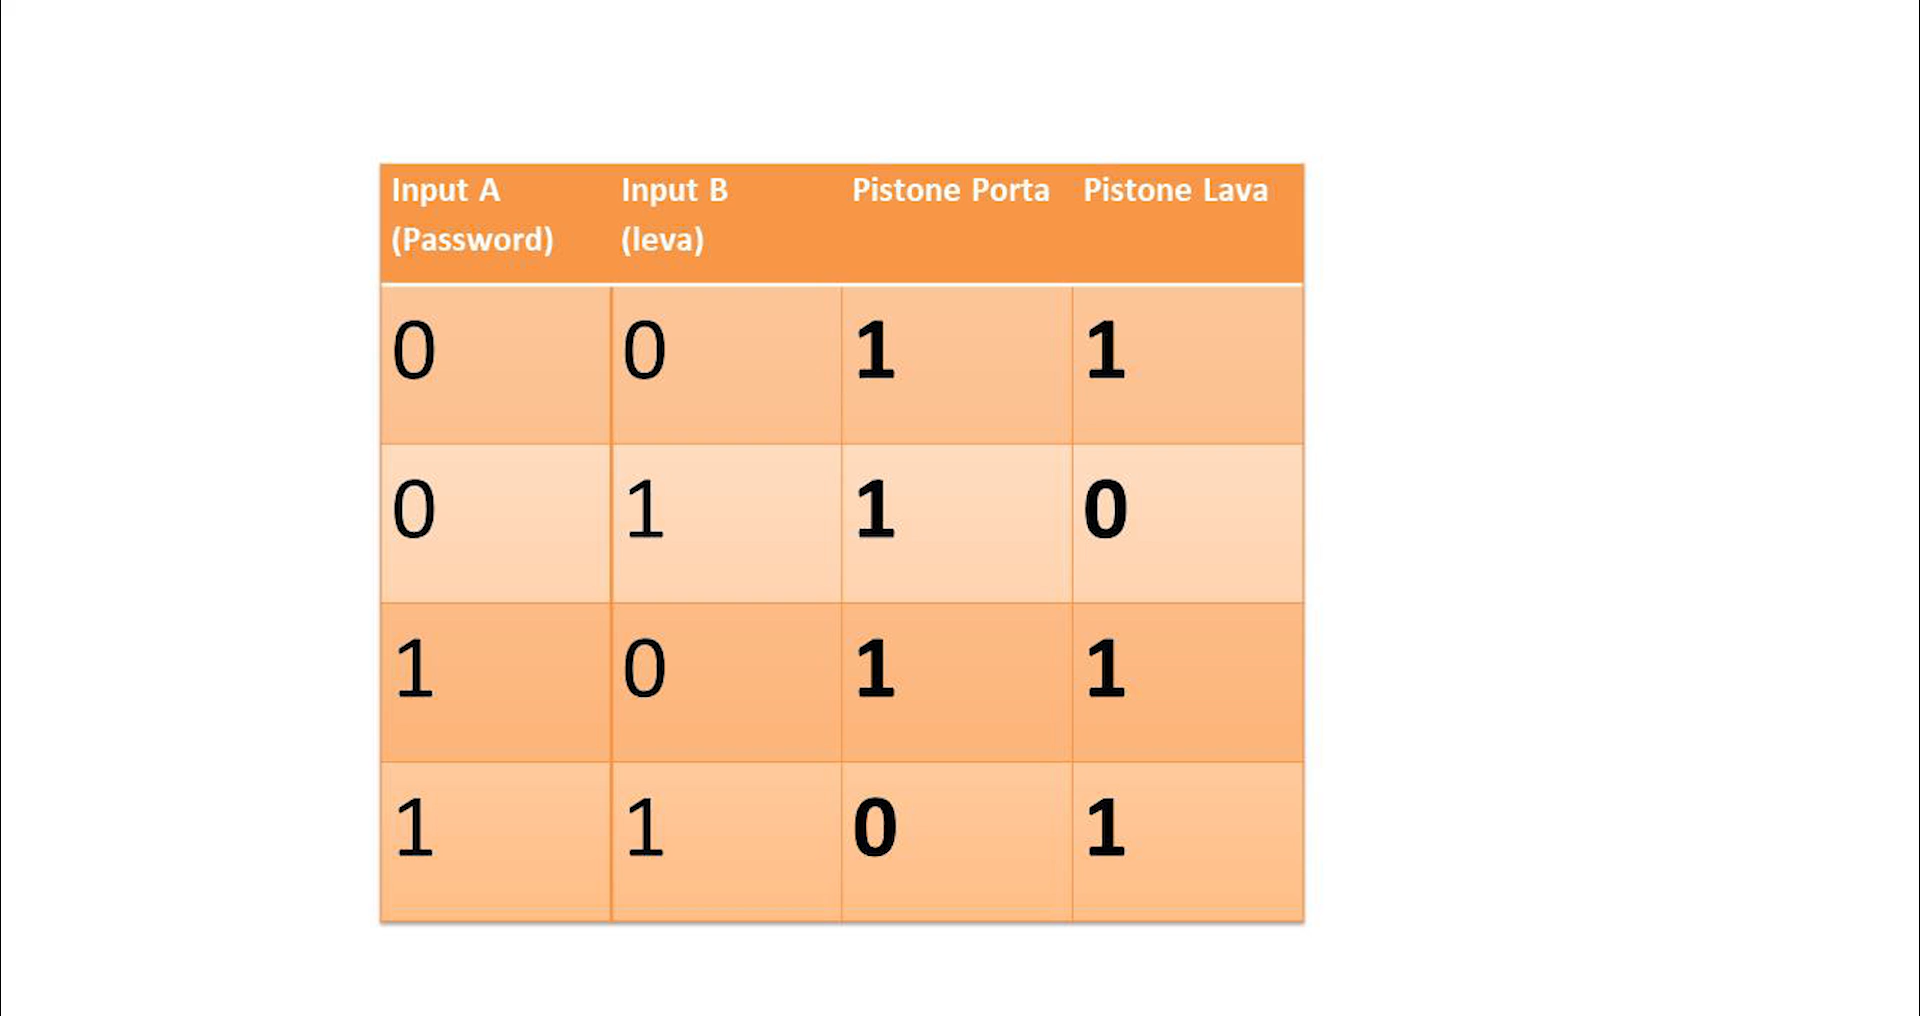 Input A Input B Pistone Porta Pistone Lava
(Password) (leva)
0 0 1 1
0 1 1 0
1 0 1 1
1 1 0 1